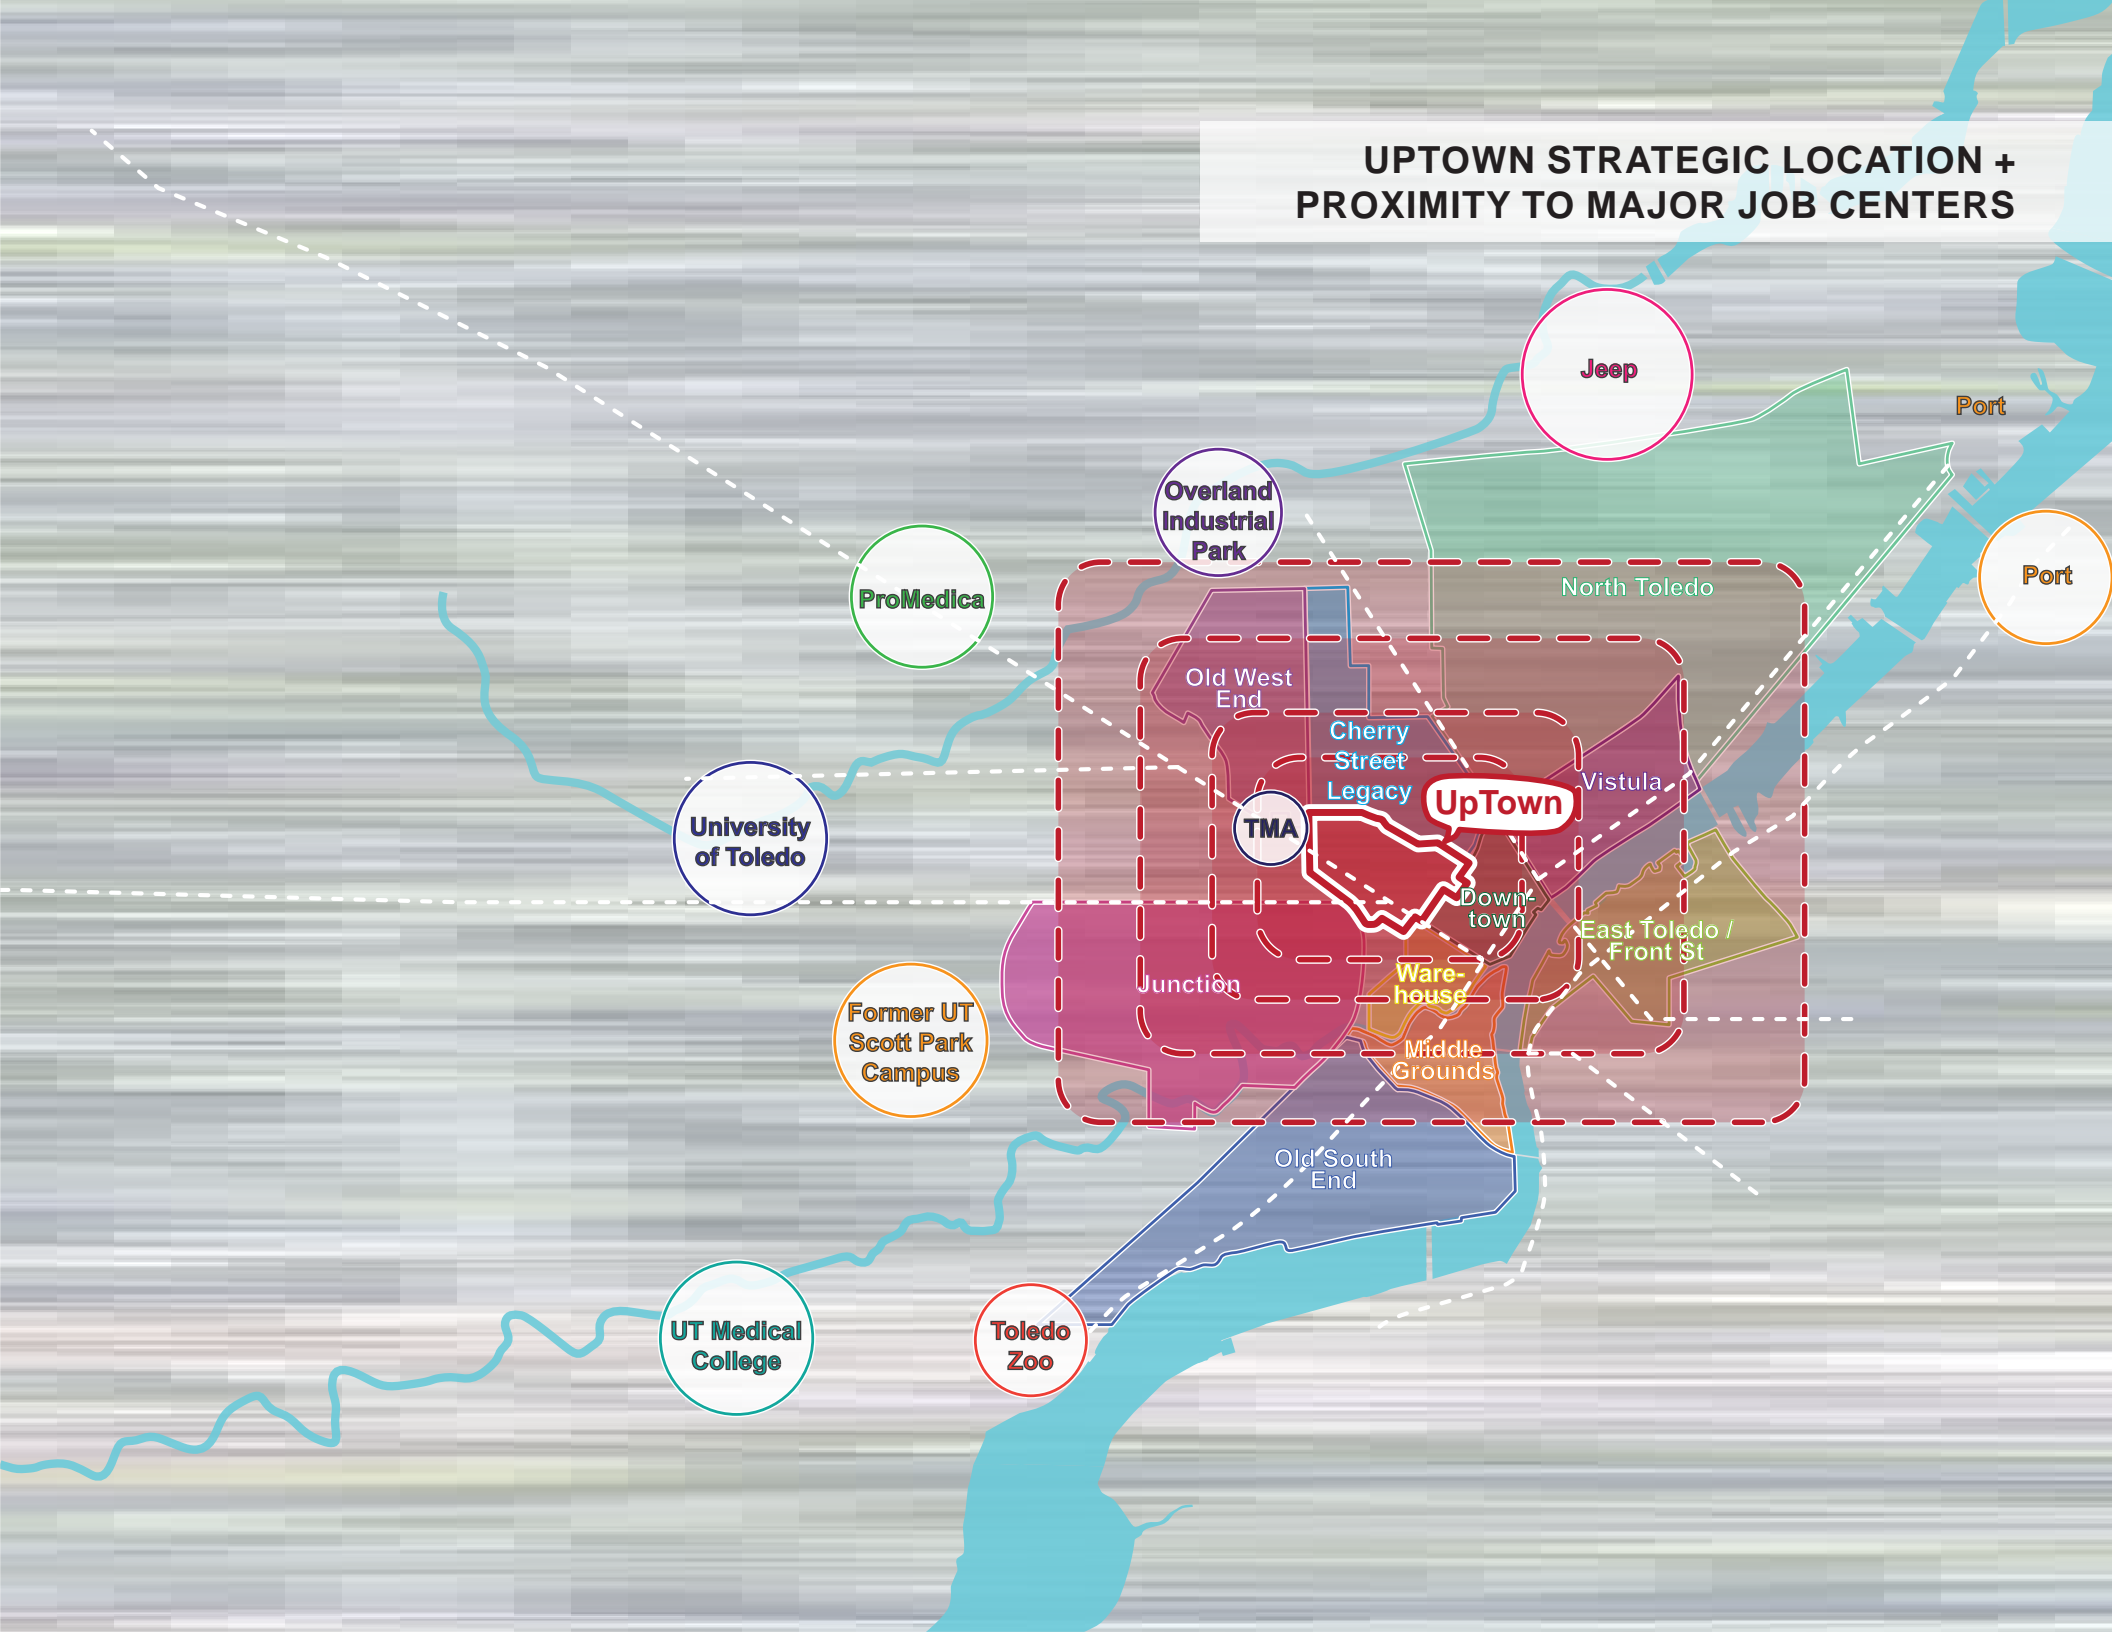 UPTOWN STRATEGIC LOCATION +
PROXIMITY TO MAJOR JOB CENTERS
Jeep
Port
Overland
Industrial
Park
Port
ProMedica
North Toledo
Old West
End
Cherry
Street
Legacy
Vistula
UpTown
TMA
University
of Toledo
Down-
town
East Toledo /
Front St
Junction
Ware-
house
Former UT
Scott Park
Campus
Middle
Grounds
Old South
End
UT Medical
College
Toledo
Zoo